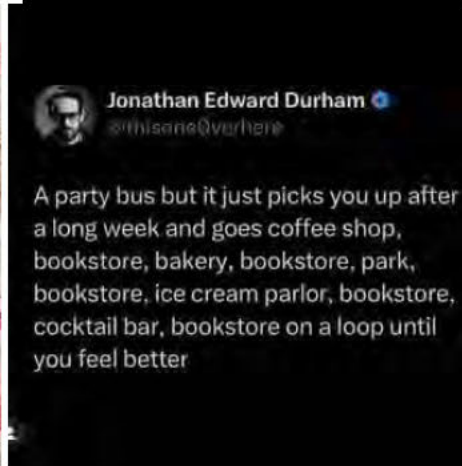 Jonathan Edward Durham
@thisone0verhere
A party bus but it just picks you up after
a long week and goes coffee shop,
bookstore, bakery, bookstore, park,
bookstore, ice cream parlor, bookstore,
cocktail bar, bookstore on a loop until
you feel better